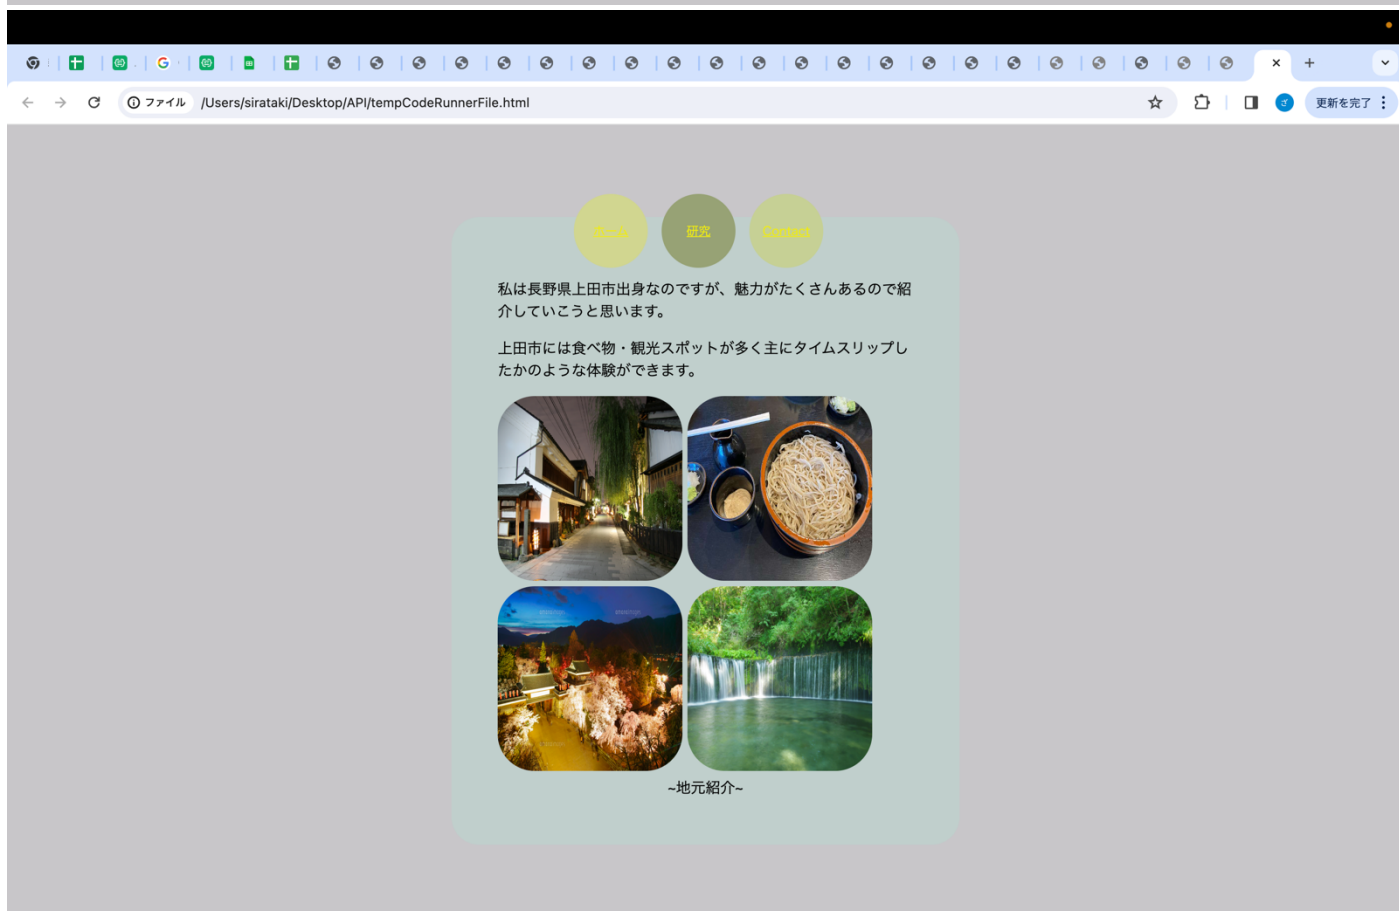 ファイル
/Users/sirataki/Desktop/API/tempCodeRunnerFile.html
ざ
更新を完了
ホーム
研究
Contact
私は長野県上田市出身なのですが、魅力がたくさんあるので紹
介していこうと思います。
上田市には食べ物・観光スポットが多く主にタイムスリップし
たかのような体験ができます。
~地元紹介~